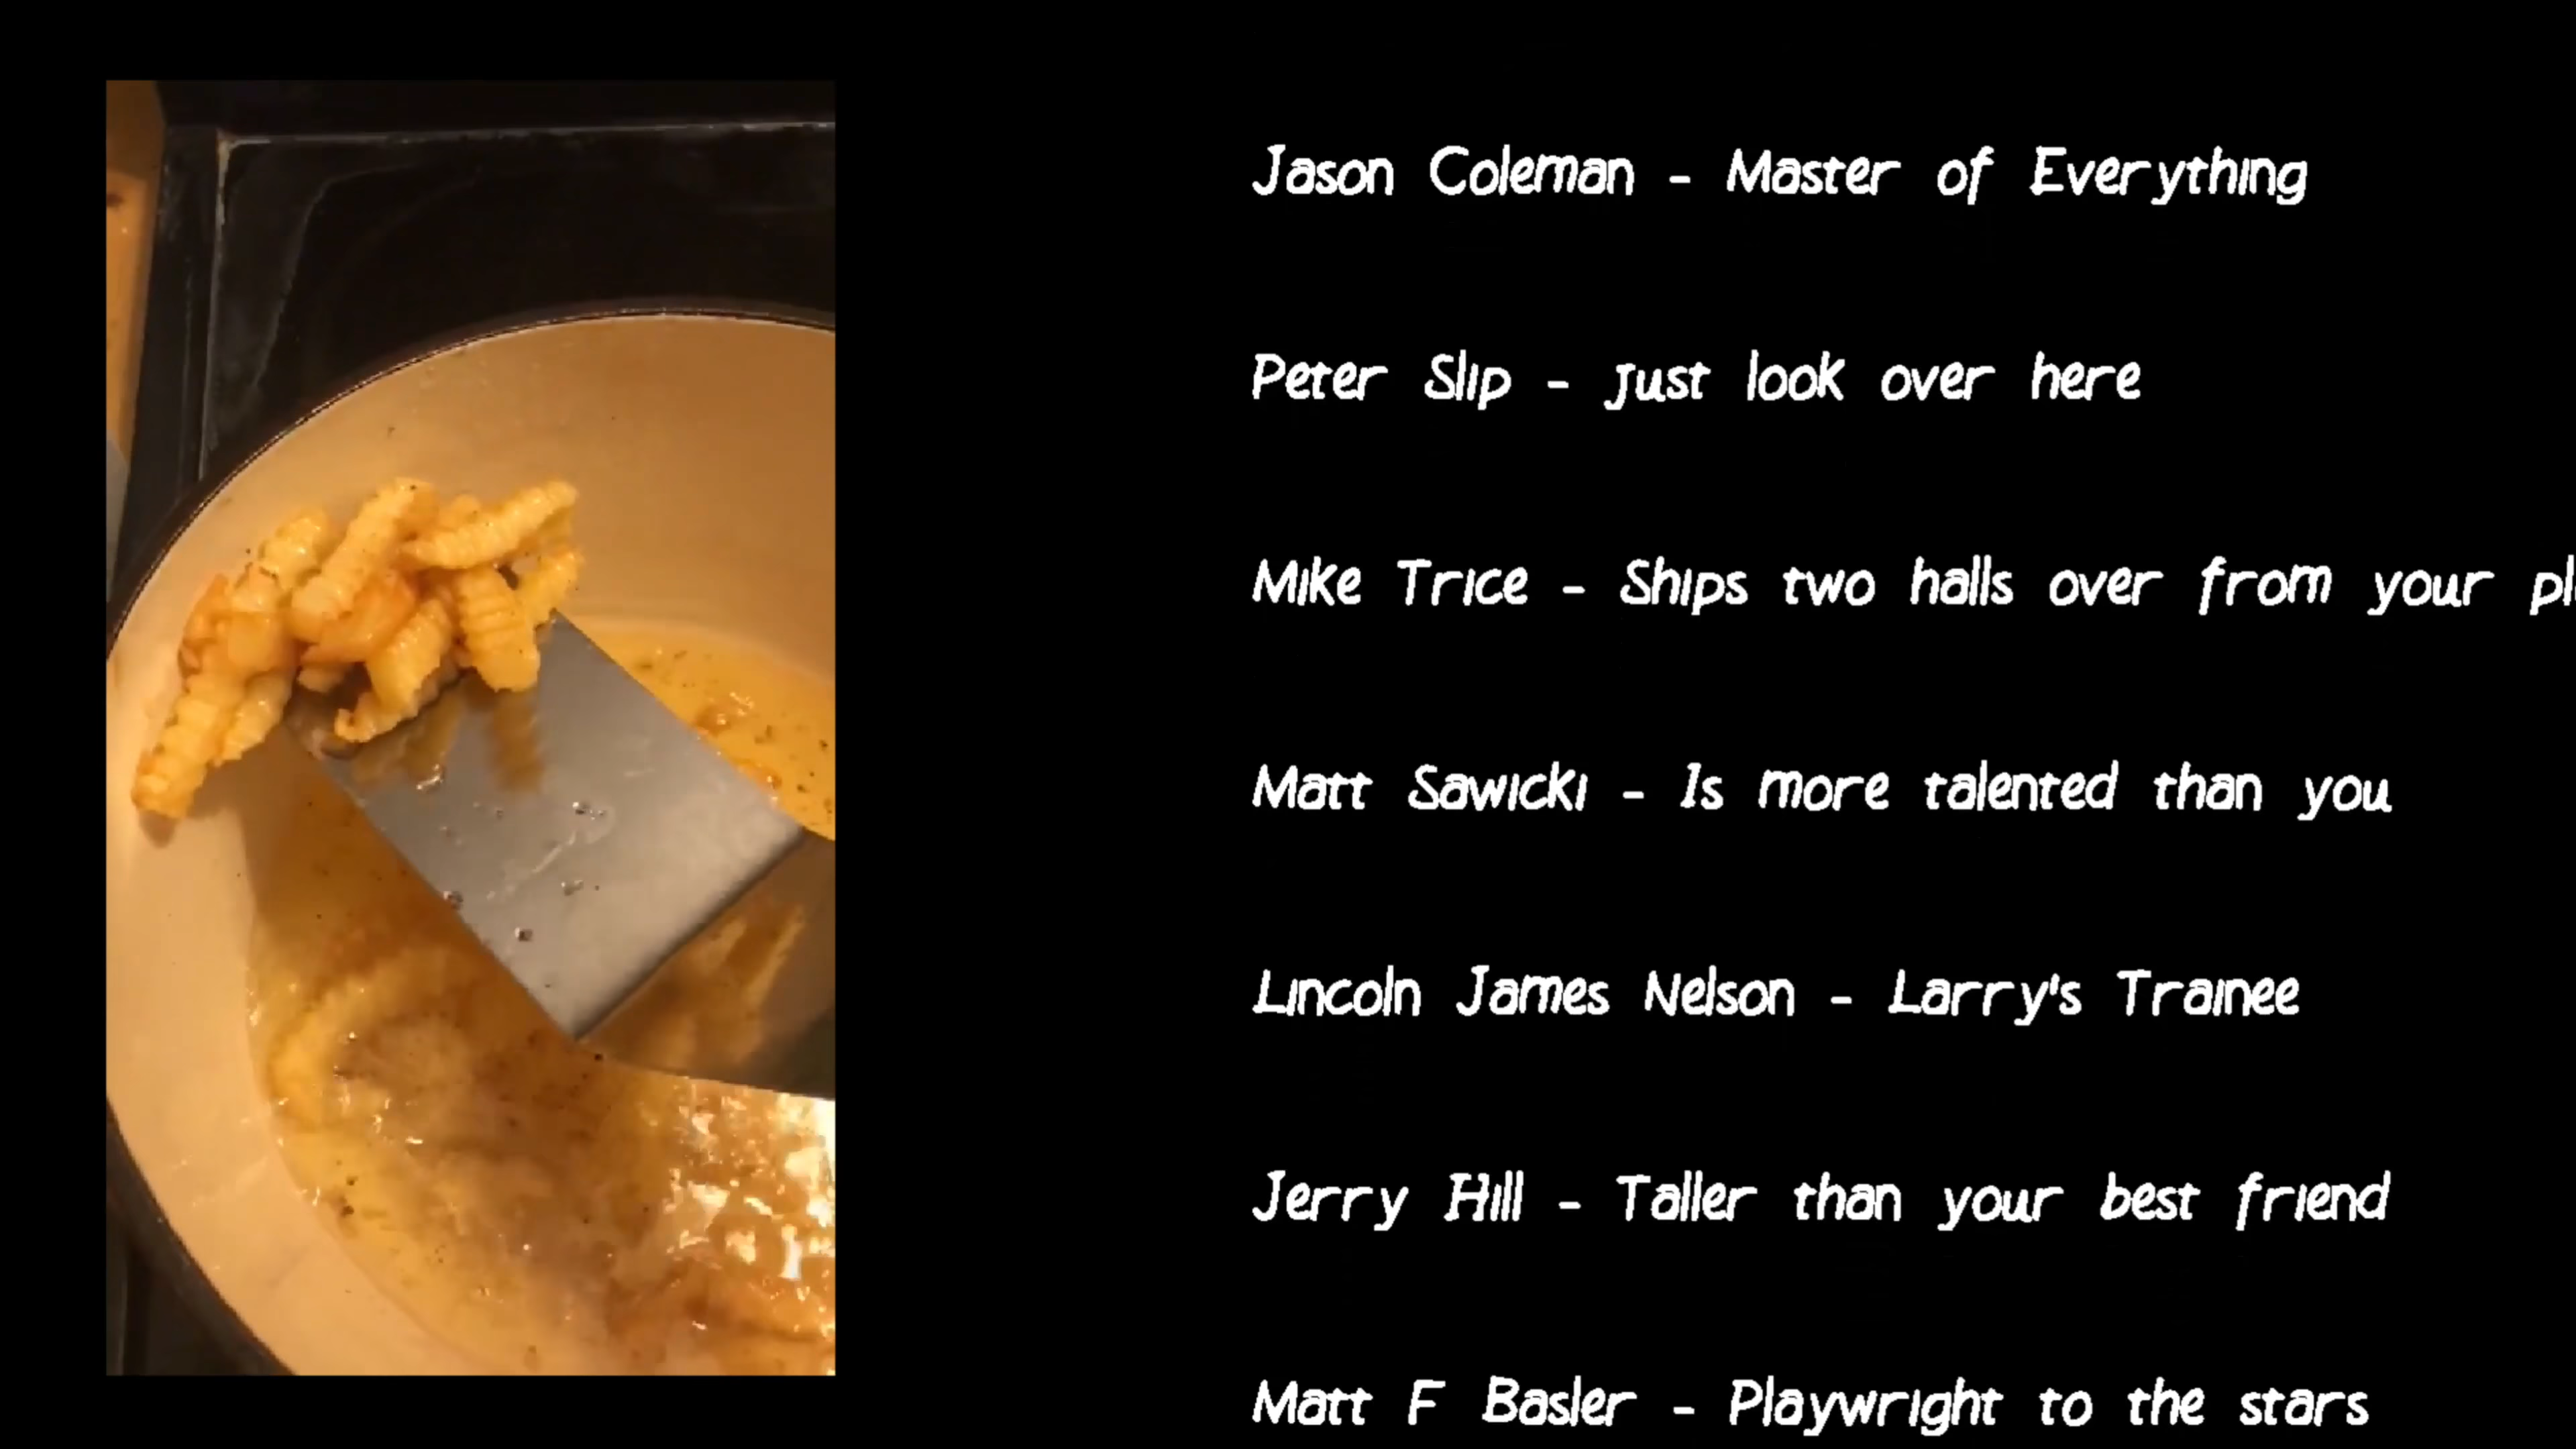 Jason Coleman - Master of Everything
Peter Slip - Just look over here
Mike Trice - Ships two halls over from your
Matt Sawicki - Is more talented than you
Lincoln James Nelson - Larry's Trainee
Jerry Hill - Taller than your best friend
Matt F Basler - Playwright to the stars